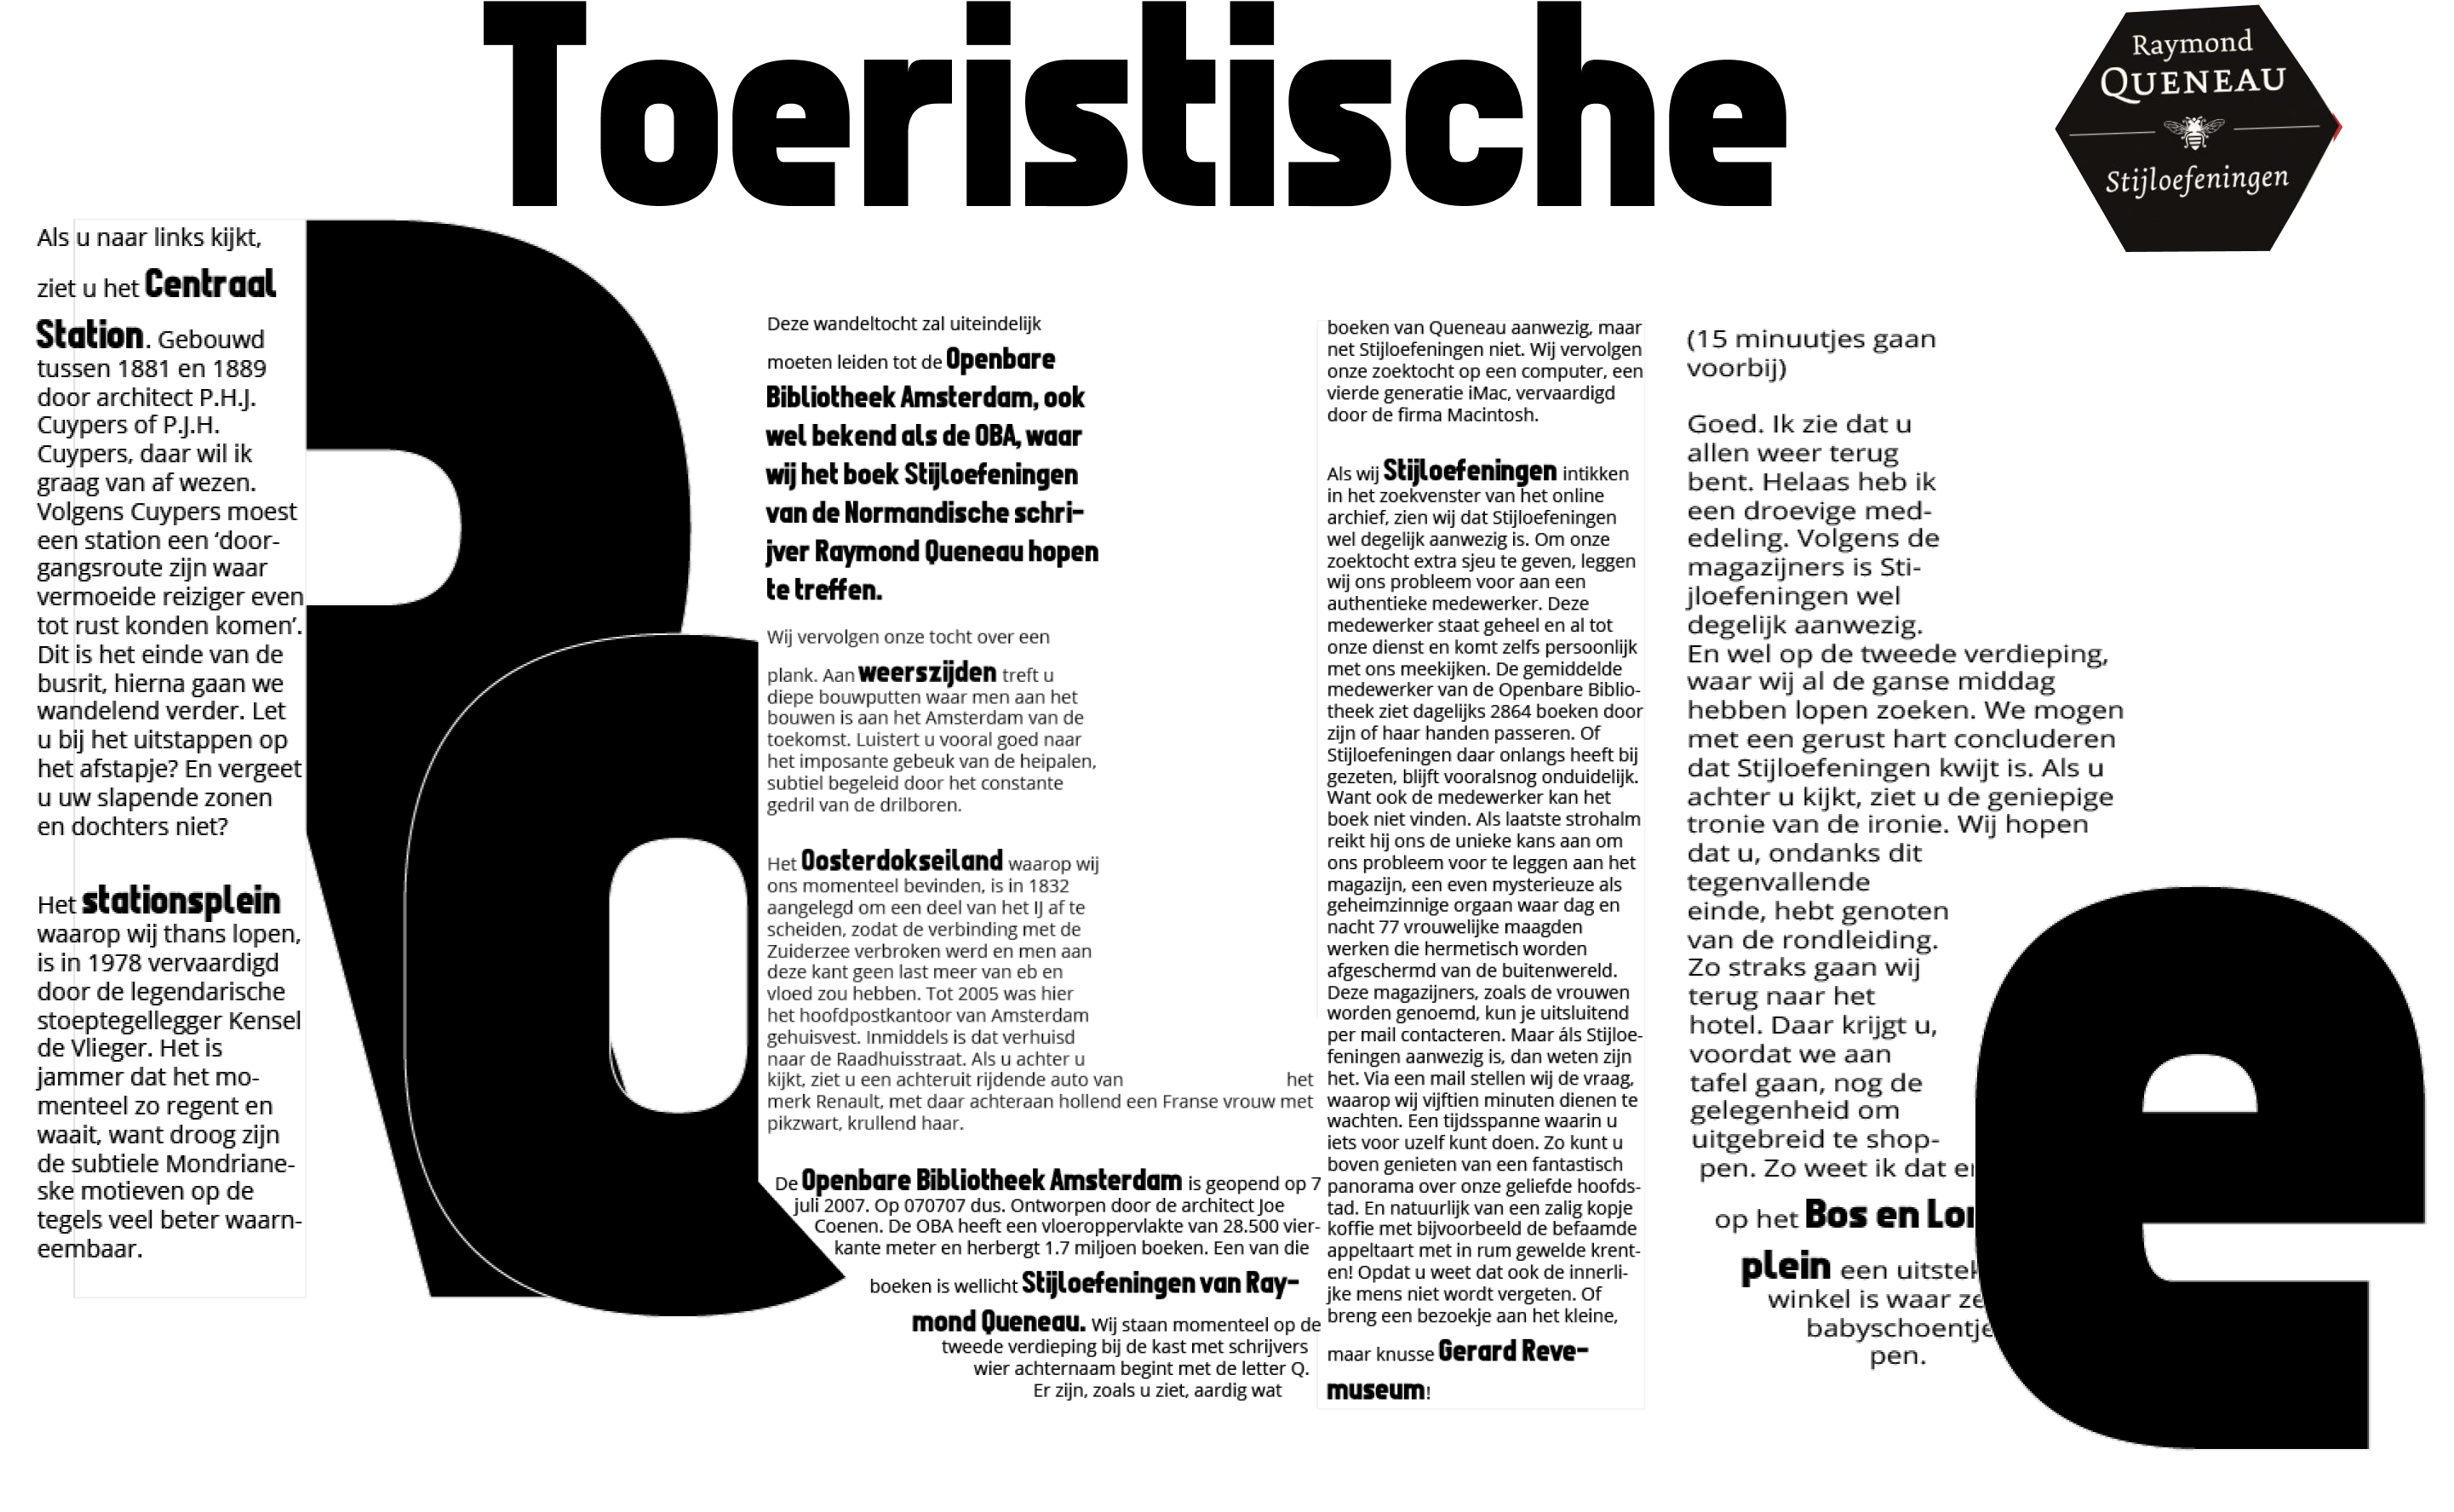 Toeristische
Raymond
QUENEAU
Stijloefeningen
Als u naar links kijkt,
ziet u het Centraal
Station. Gebouwd
tussen 1881 en 1889
door architect P.H.J.
Cuypers of P.J.H.
Cuypers, daar wil ik
graag van af wezen.
Volgens Cuypers moest
een station een ‘door-
gangsroute zijn waar
vermoeide reiziger even
tot rust konden komen’.
Dit is het einde van de
busrit, hierna gaan we
wandelend verder. Let
u bij het uitstappen op
het afstapje? En vergeet
u uw slapende zonen
en dochters niet?
Het stationsplein
waarop wij thans lopen,
is in 1978 vervaardigd
door de legendarische
stoeptegellegger Kensel
de Vlieger. Het is
jammer dat het mo-
menteel zo regent en
waait, want droog zijn
de subtiele Mondriane-
ske motieven op de
tegels veel beter waarn-
eembaar.
R
o
Deze wandeltocht zal uiteindelijk
moeten leiden tot de Openbare
Bibliotheek Amsterdam, ook
wel bekend als de OBA, waar
wij het boek Stijloefeningen
van de Normandische schri-
jver Raymond Queneau hopen
te treffen.
Wij vervolgen onze tocht over een
plank. Aan weerszijden treft u
diepe bouwputten waar men aan het
bouwen is aan het Amsterdam van de
toekomst. Luistert u vooral goed naar
het imposante gebeuk van de heipalen,
subtiel begeleid door het constante
gedril van de drilboren.
Het Oosterdokseiland waarop wij
ons momenteel bevinden, is in 1832
aangelegd om een deel van het IJ af te
scheiden, zodat de verbinding met de
Zuiderzee verbroken werd en men aan
deze kant geen last meer van eb en
vloed zou hebben. Tot 2005 was hier
het hoofdpostkantoor van Amsterdam
gehuisvest. Inmiddels is dat verhuisd
naar de Raadhuisstraat. Als u achter u
kijkt, ziet u een achteruit rijdende auto van het
merk Renault, met daar achteraan hollend een Franse vrouw met
pikzwart, krullend haar.
De Openbare Bibliotheek Amsterdam is geopend op 7
juli 2007. Op 070707 dus. Ontworpen door de architect Joe
Coenen. De OBA heeft een vloeroppervlakte van 28.500 vier-
kante meter en herbergt 1.7 miljoen boeken. Een van die
boeken is wellicht Stijloefeningen van Ray-
mond Queneau. Wij staan momenteel op de
tweede verdieping bij de kast met schrijvers
wier achternaam begint met de letter Q.
Er zijn, zoals u ziet, aardig wat
boeken van Queneau aanwezig, maar
net Stijloefeningen niet. Wij vervolgen
onze zoektocht op een computer, een
vierde generatie iMac, vervaardigd
door de firma Macintosh.
Als wij Stijloefeningen intikken
in het zoekvenster van het online
archief, zien wij dat Stijloefeningen
wel degelijk aanwezig is. Om onze
zoektocht extra sjeu te geven, leggen
wij ons probleem voor aan een
authentieke medewerker. Deze
medewerker staat geheel en al tot
onze dienst en komt zelfs persoonlijk
met ons meekijken. De gemiddelde
medewerker van de Openbare Biblio-
theek ziet dagelijks 2864 boeken door
zijn of haar handen passeren. Of
Stijloefeningen daar onlangs heeft bij
gezeten, blijft vooralsnog onduidelijk.
Want ook de medewerker kan het
boek niet vinden. Als laatste strohalm
reikt hij ons de unieke kans aan om
ons probleem voor te leggen aan het
magazijn, een even mysterieuze als
geheimzinnige orgaan waar dag en
nacht 77 vrouwelijke maagden
werken die hermetisch worden
afgeschermd van de buitenwereld.
Deze magazijners, zoals de vrouwen
worden genoemd, kun je uitsluitend
per mail contacteren. Maar áls Stijloe-
feningen aanwezig is, dan weten zijn
het. Via een mail stellen wij de vraag,
waarop wij vijftien minuten dienen te
wachten. Een tijdsspanne waarin u
iets voor uzelf kunt doen. Zo kunt u
boven genieten van een fantastisch
panorama over onze geliefde hoofds-
tad. En natuurlijk van een zalig kopje
koffie met bijvoorbeeld de befaamde
appeltaart met in rum gewelde krent-
en! Opdat u weet dat ook de innerli-
jke mens niet wordt vergeten. Of
breng een bezoekje aan het kleine,
maar knusse Gerard Reve-
museum!
(15 minuutjes gaan
voorbij)
Goed. Ik zie dat u
allen weer terug
bent. Helaas heb ik
een droevige med-
edeling. Volgens de
magazijners is Sti-
jloefeningen wel
degelijk aanwezig.
En wel op de tweede verdieping,
waar wij al de ganse middag
hebben lopen zoeken. We mogen
met een gerust hart concluderen
dat Stijloefeningen kwijt is. Als u
achter u kijkt, ziet u de geniepige
tronie van de ironie. Wij hopen
dat u, ondanks dit
tegenvallende
einde, hebt genoten
van de rondleiding.
Zo straks gaan wij
terug naar het
hotel. Daar krijgt u,
voordat we aan
tafel gaan, nog de
gelegenheid om
uitgebreid te shop-
pen. Zo weet ik dat
op het Bos en
plein een
winkel is waar
pen.
e